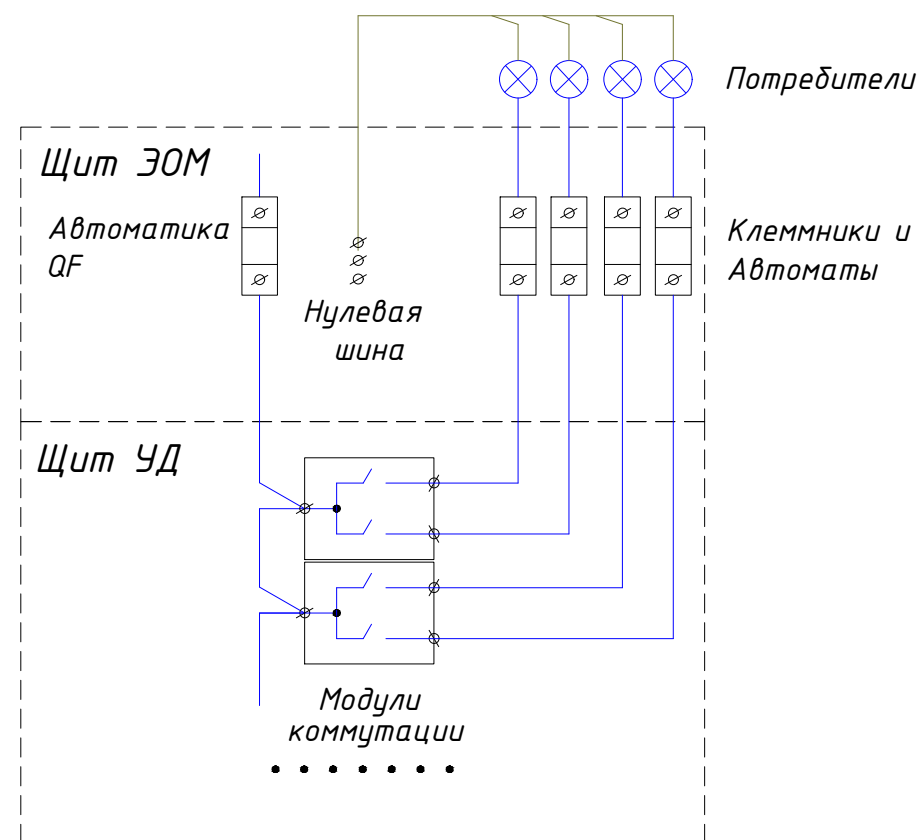 Потребители
Щит ЭОМ
Автоматика
QF
Клеммники и
Автоматы
Нулевая
шина
Щит УД
Модули
коммутации